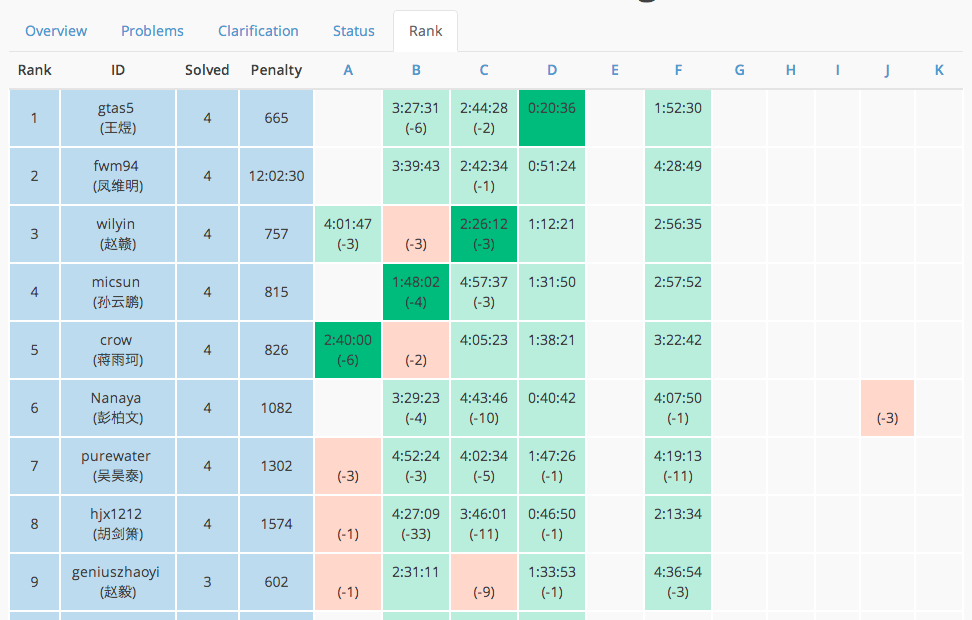 Overview Problems Clarification Status Rank
Rank ID Solved Penalty A B C D E F G H I J K
1 gtas5 (王煜) 4 665 3:27:31 (-6) 2:44:28 (-2) 0:20:36 1:52:30
2 fwm94 (凤维明) 4 12:02:30 3:39:43 2:42:34 (-1) 0:51:24 4:28:49
3 wilyin (赵赣) 4 757 4:01:47 (-3) (-3) 2:26:12 (-3) 1:12:21 2:56:35
4 micsun (孙云鹏) 4 815 1:48:02 (-4) 4:57:37 (-3) 1:31:50 2:57:52
5 crow (蒋雨珂) 4 826 2:40:00 (-6) (-2) 4:05:23 1:38:21 3:22:42
6 Nanaya (彭柏文) 4 1082 3:29:23 (-4) 4:43:46 (-10) 0:40:42 4:07:50 (-1) (-3)
7 purewater (吴昊泰) 4 1302 (-3) 4:52:24 (-3) 4:02:34 (-5) 1:47:26 (-1) 4:19:13 (-11)
8 hjx1212 (胡剑箫) 4 1574 (-1) 4:27:09 (-33) 3:46:01 (-11) 0:46:50 (-1) 2:13:34
9 geniuszhaoyi (赵毅) 3 602 (-1) 2:31:11 (-9) 1:33:53 (-1) 4:36:54 (-3)